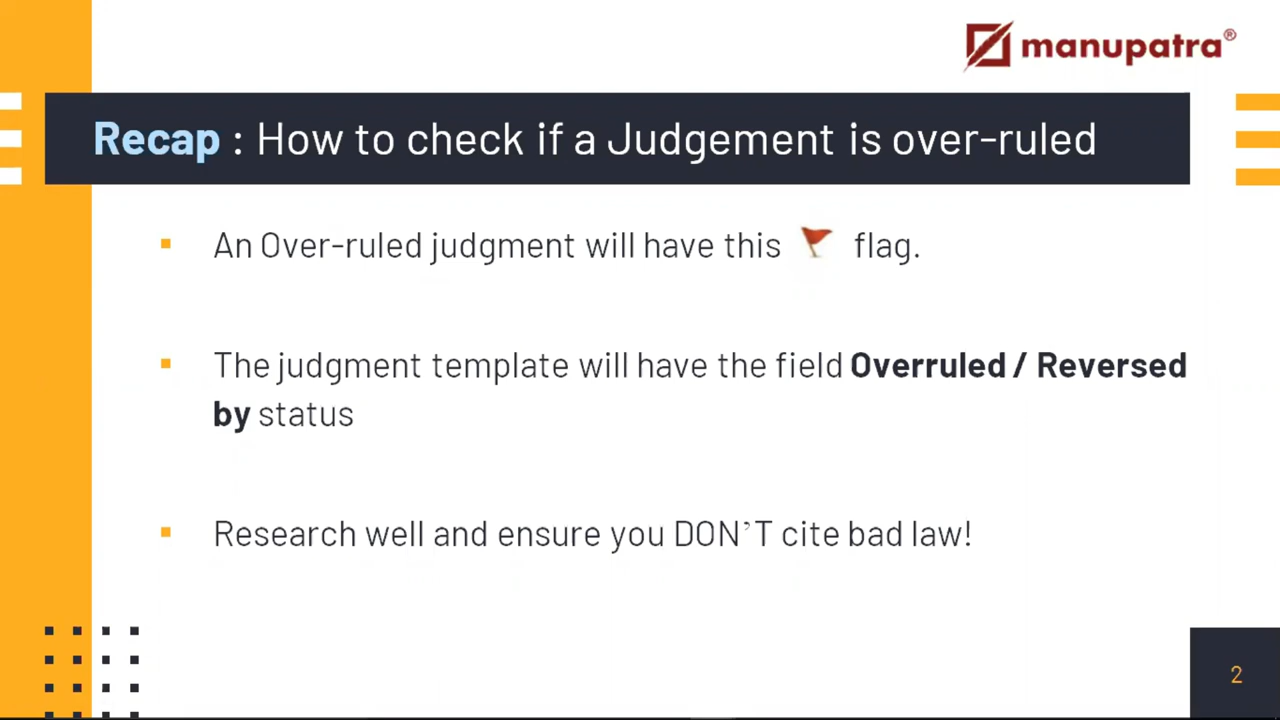 manupatra®
Recap : How to check if a Judgement is over-ruled
An Over-ruled judgment will have this flag.
The judgment template will have the field Overruled / Reversed
by status
Research well and ensure you DON’T cite bad law!
2